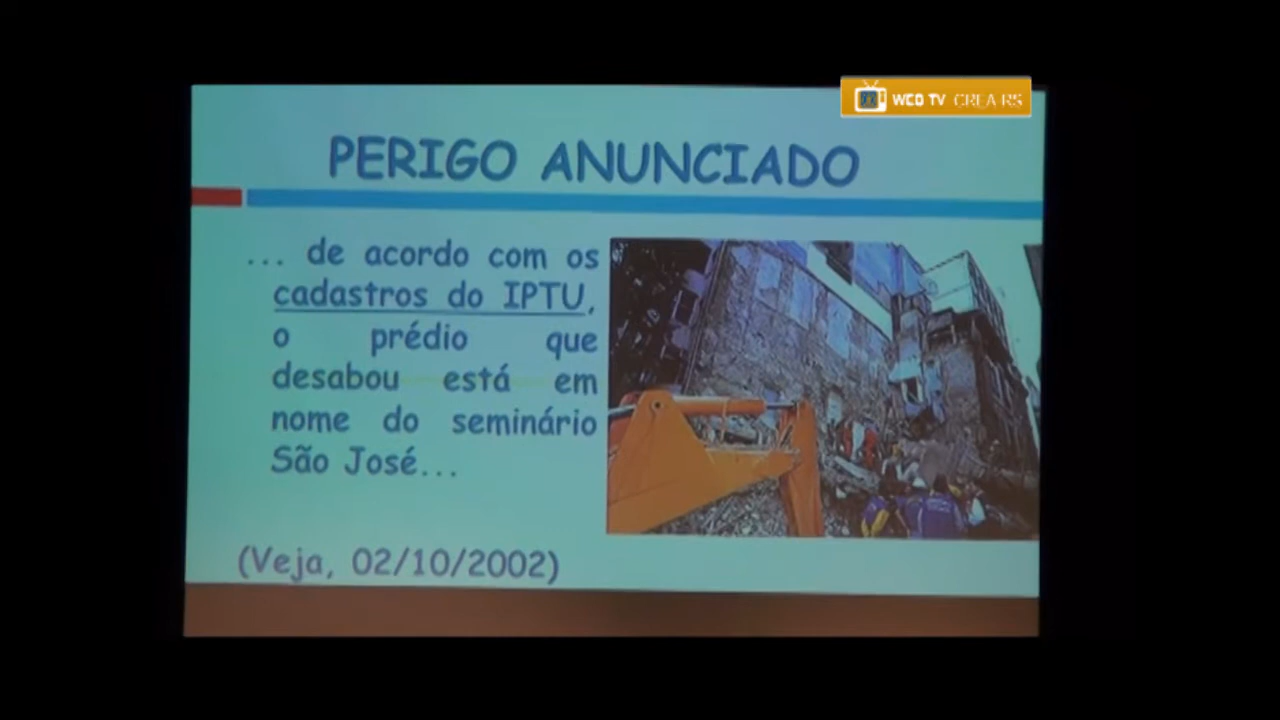 WEB TV CREA RS
PERIGO ANUNCIADO
... de acordo com os
cadastros do IPTU,
o prédio que
desabou está em
nome do seminário
São José...
(Veja, 02/10/2002)